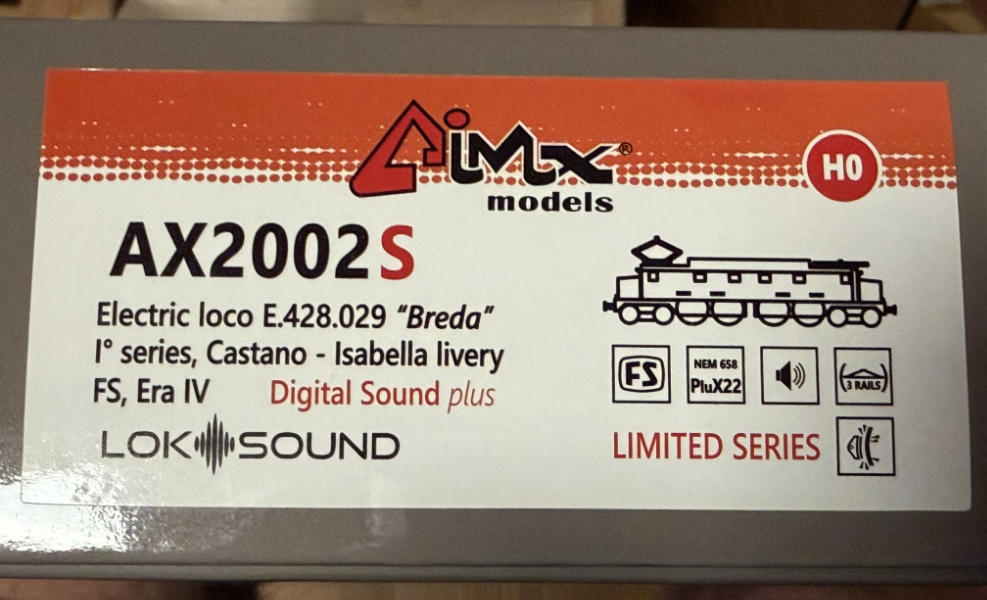 aimx®
models
H0
AX2002S
Electric loco E.428.029 "Breda"
I° series, Castano - Isabella livery
FS, Era IV Digital Sound plus
LOKSOUND
FS
NEM 658
PluX22
3 RAILS
LIMITED SERIES